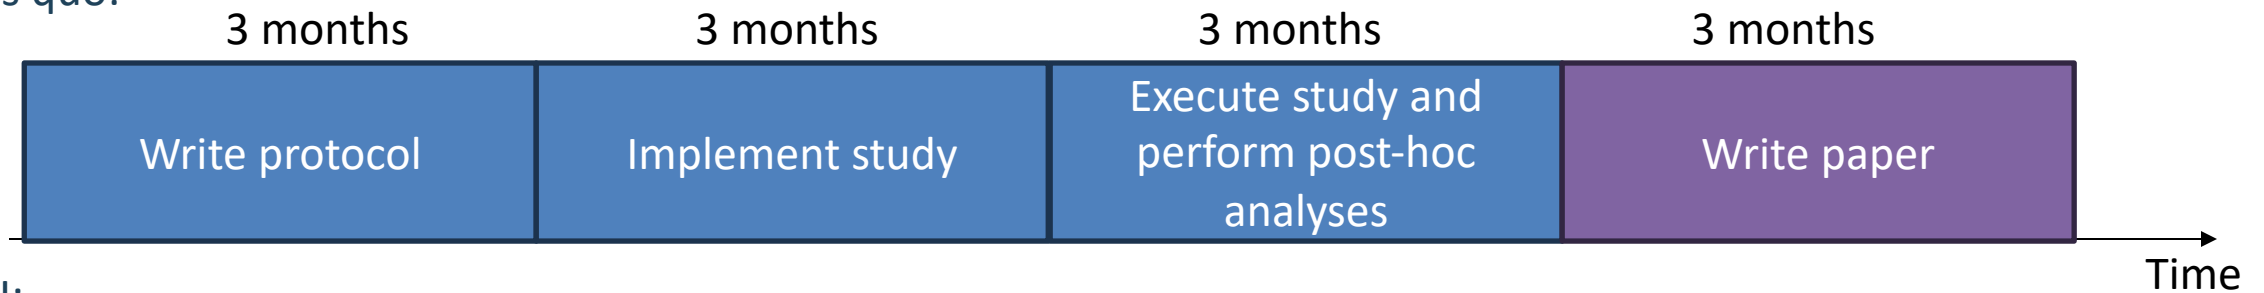 s quo:
3 months 3 months 3 months 3 months
Write protocol
Implement study
Execute study and
perform post-hoc
analyses
Write paper
Time